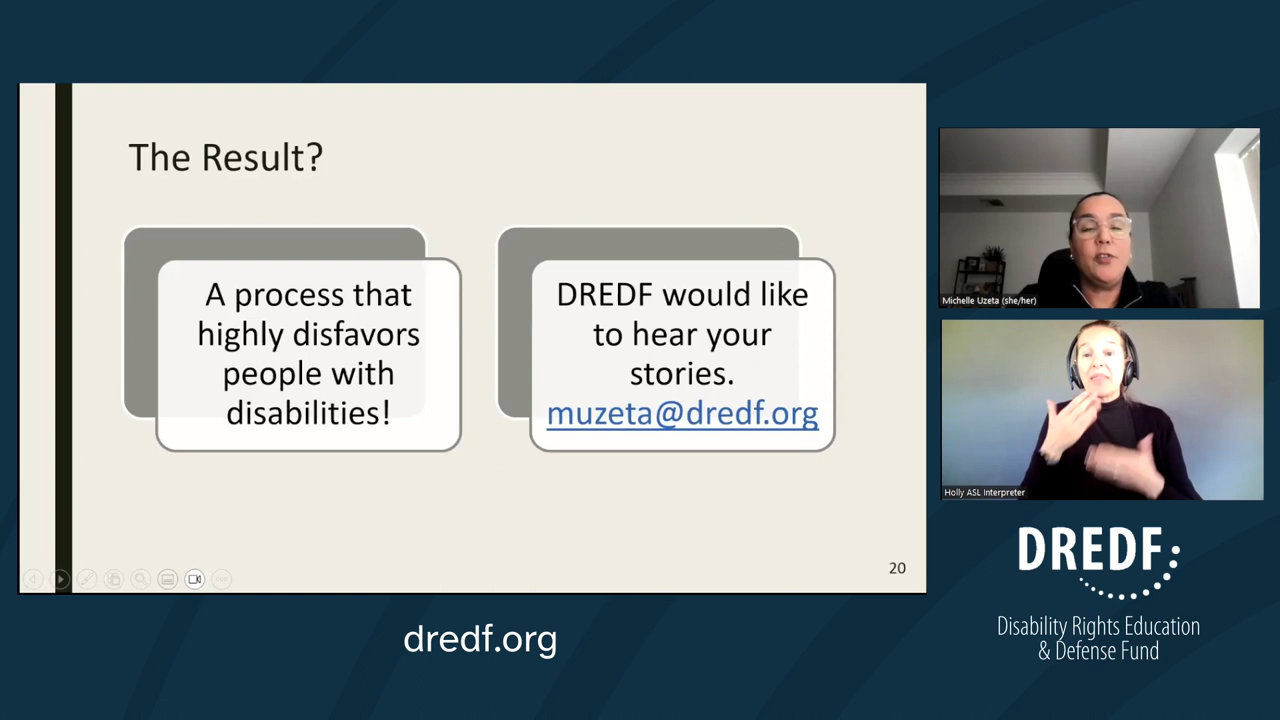 The Result?
A process that
highly disfavors
people with
disabilities!
DREDF would like
to hear your
stories.
muzeta@dredf.org
20
Michelle Uzeta (she/her)
Holly ASL Interpreter
dredf.org
DREDF
Disability Rights Education
& Defense Fund